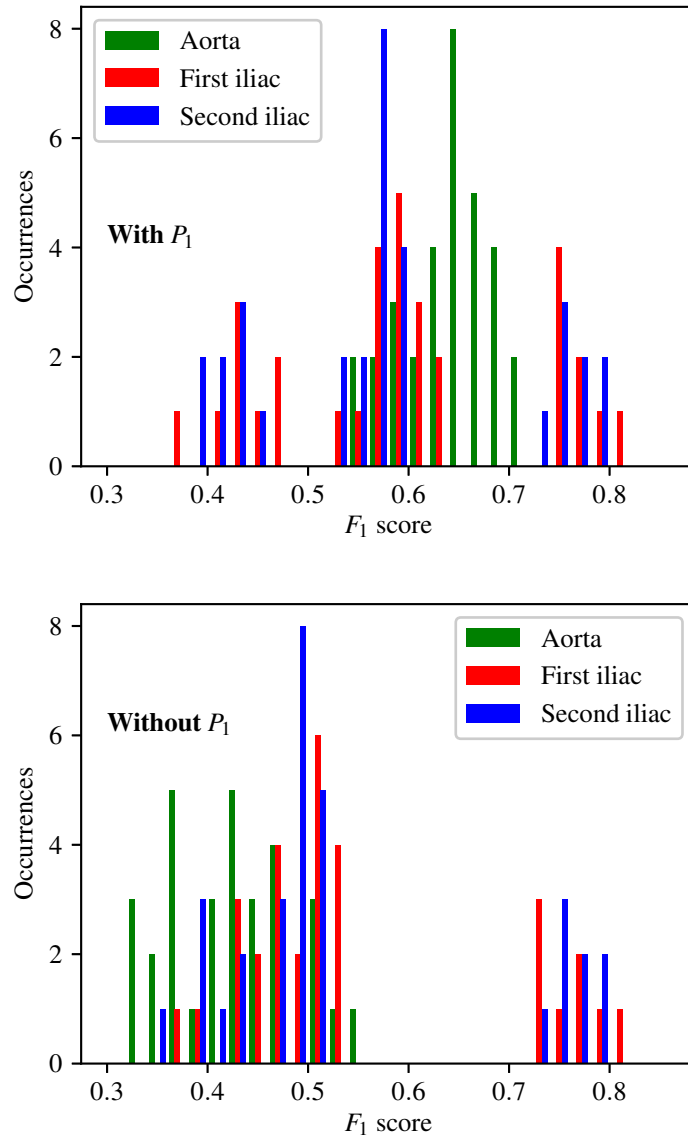 8
6
4
2
0
Occurrences
Aorta
First iliac
Second iliac
With P₁
0.3 0.4 0.5 0.6 0.7 0.8
F₁ score
8
6
4
2
0
Occurrences
Aorta
First iliac
Second iliac
Without P₁
0.3 0.4 0.5 0.6 0.7 0.8
F₁ score